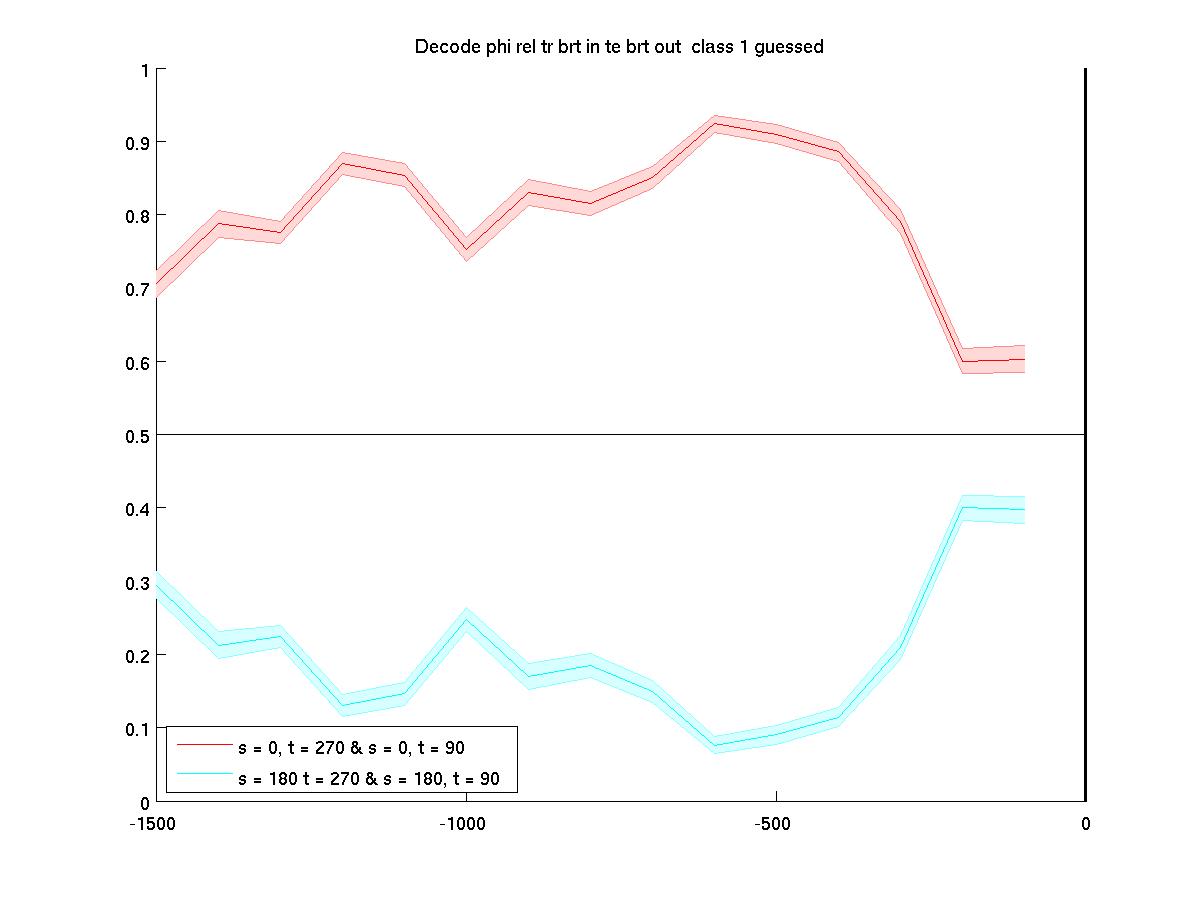 Decode phi rel tr brt in te brt out  class 1 guessed
1
0.9
0.8
0.7
0.6
0.5
0.4
0.3
0.2
0.1
0
s = 0, t = 270 & s = 0, t = 90
s = 180 t = 270 & s = 180, t = 90
-1500 -1000 -500 0